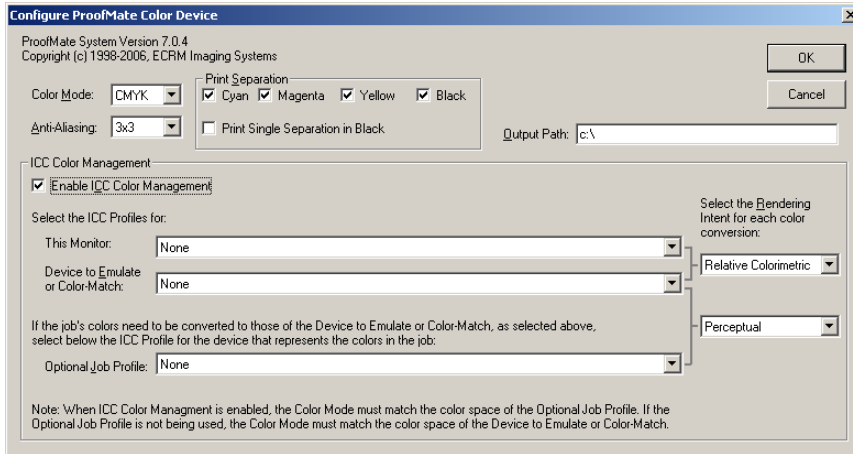 Configure ProofMate Color Device
ProofMate System Version 7.0.4
Copyright (c) 1998-2006, ECRM Imaging Systems
OK
Cancel
Color Mode: CMYK
Anti-Aliasing: 3x3
Print Separation
Cyan Magenta Yellow Black
Print Single Separation in Black
Output Path: c:\
ICC Color Management
Enable ICC Color Management
Select the ICC Profiles for:
Select the Rendering
Intent for each color
conversion:
This Monitor: None
Relative Colorimetric
Device to Emulate
or Color-Match: None
If the job's colors need to be converted to those of the Device to Emulate or Color-Match, as selected above,
select below the ICC Profile for the device that represents the colors in the job:
Perceptual
Optional Job Profile: None
Note: When ICC Color Managment is enabled, the Color Mode must match the color space of the Optional Job Profile. If the
Optional Job Profile is not being used, the Color Mode must match the color space of the Device to Emulate or Color-Match.